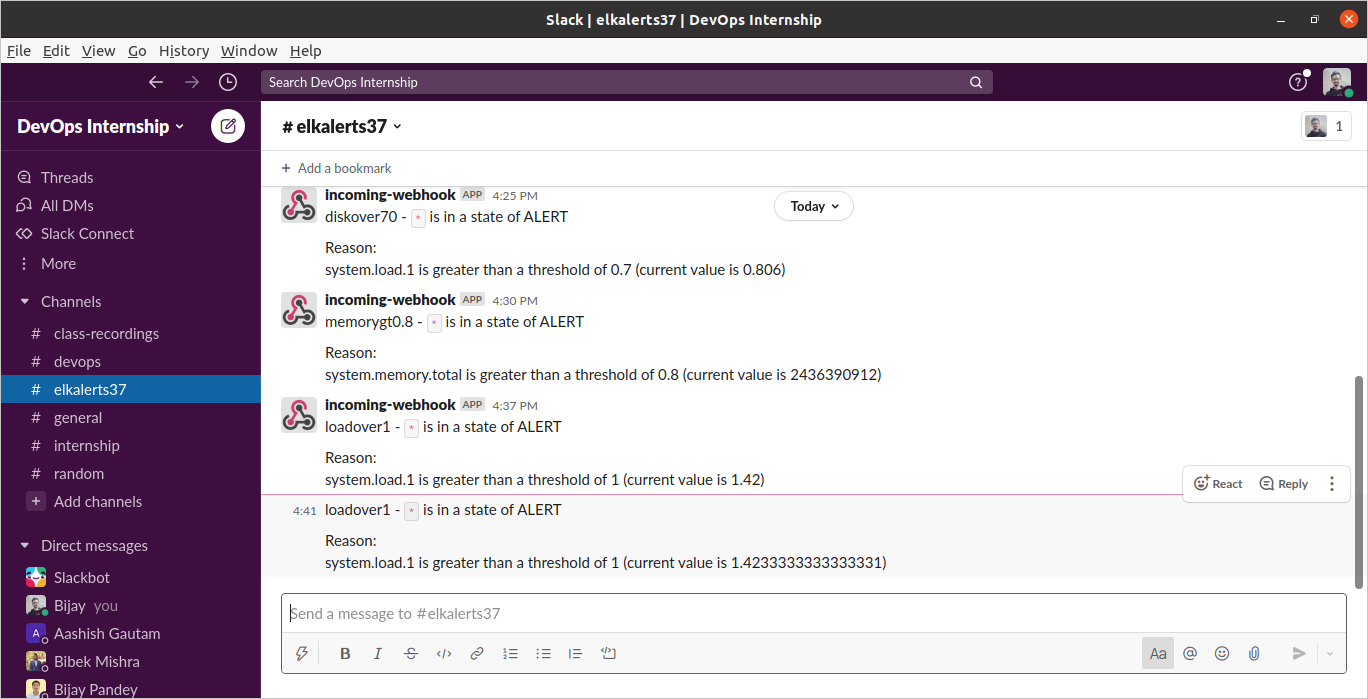 Slack | elkalerts37 | DevOps Internship
File Edit View Go History Window Help
Search DevOps Internship
DevOps Internship
Threads
All DMs
Slack Connect
More
Channels
# class-recordings
# devops
# elkalerts37
# general
# internship
# random
+ Add channels
Direct messages
Slackbot
Bijay you
A Aashish Gautam
Bibek Mishra
Bijay Pandey
# elkalerts37
1
+ Add a bookmark
Today
incoming-webhook APP 4:25 PM
diskover70 - * is in a state of ALERT
Reason:
system.load.1 is greater than a threshold of 0.7 (current value is 0.806)
incoming-webhook APP 4:30 PM
memorygt0.8 - * is in a state of ALERT
Reason:
system.memory.total is greater than a threshold of 0.8 (current value is 2436390912)
incoming-webhook APP 4:37 PM
loadover1 - * is in a state of ALERT
Reason:
system.load.1 is greater than a threshold of 1 (current value is 1.42)
React Reply
4:41 loadover1 - * is in a state of ALERT
Reason:
system.load.1 is greater than a threshold of 1 (current value is 1.4233333333333331)
Send a message to #elkalerts37
B I S </> Aa @